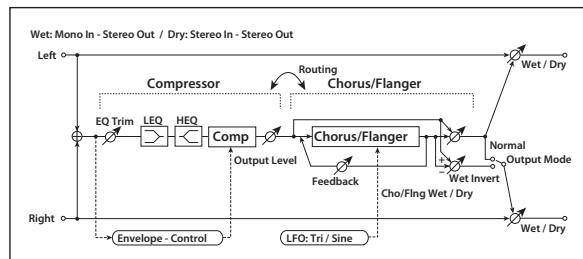 Wet: Mono In - Stereo Out / Dry: Stereo In - Stereo Out
Left
Wet / Dry
Routing
Compressor
Chorus/Flanger
EQ Trim
LEQ
HEQ
Comp
Chorus/Flanger
Normal
Output Level
Output Mode
+
−
Feedback
Wet Invert
Cho/Flng Wet / Dry
Right
Wet / Dry
Envelope - Control
LFO: Tri / Sine